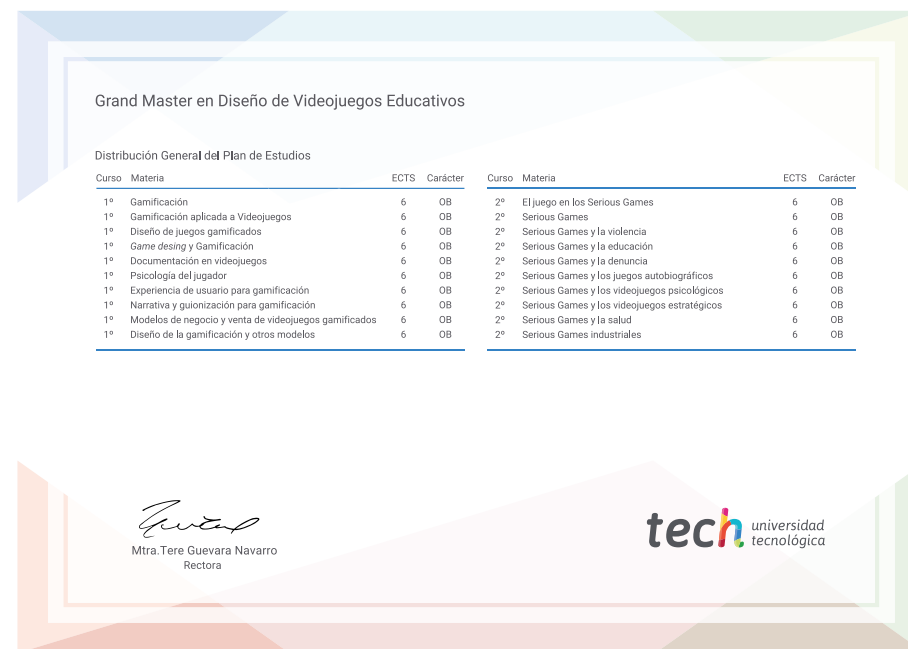 Grand Master en Diseño de Videojuegos Educativos
Distribución General del Plan de Estudios
Curso Materia ECTS Carácter
1º Gamificación 6 OB
1º Gamificación aplicada a Videojuegos 6 OB
1º Diseño de juegos gamificados 6 OB
1º Game desing y Gamificación 6 OB
1º Documentación en videojuegos 6 OB
1º Psicología del jugador 6 OB
1º Experiencia de usuario para gamificación 6 OB
1º Narrativa y guionización para gamificación 6 OB
1º Modelos de negocio y venta de videojuegos gamificados 6 OB
1º Diseño de la gamificación y otros modelos 6 OB
Curso Materia ECTS Carácter
2º El juego en los Serious Games 6 OB
2º Serious Games 6 OB
2º Serious Games y la violencia 6 OB
2º Serious Games y la educación 6 OB
2º Serious Games y la denuncia 6 OB
2º Serious Games y los juegos autobiográficos 6 OB
2º Serious Games y los videojuegos psicológicos 6 OB
2º Serious Games y los videojuegos estratégicos 6 OB
2º Serious Games y la salud 6 OB
2º Serious Games industriales 6 OB
Mtra.Tere Guevara Navarro
Rectora
tech universidad
tecnológica